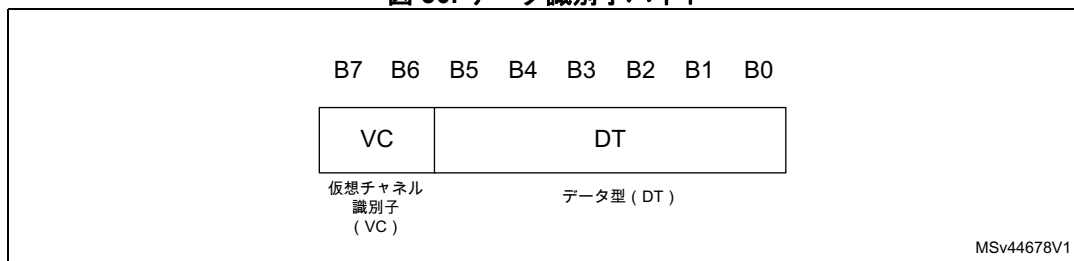 B7 B6 B5 B4 B3 B2 B1 B0
VC DT
仮想チャネル
識別子
( VC )
データ型 ( DT )
MSv44678V1